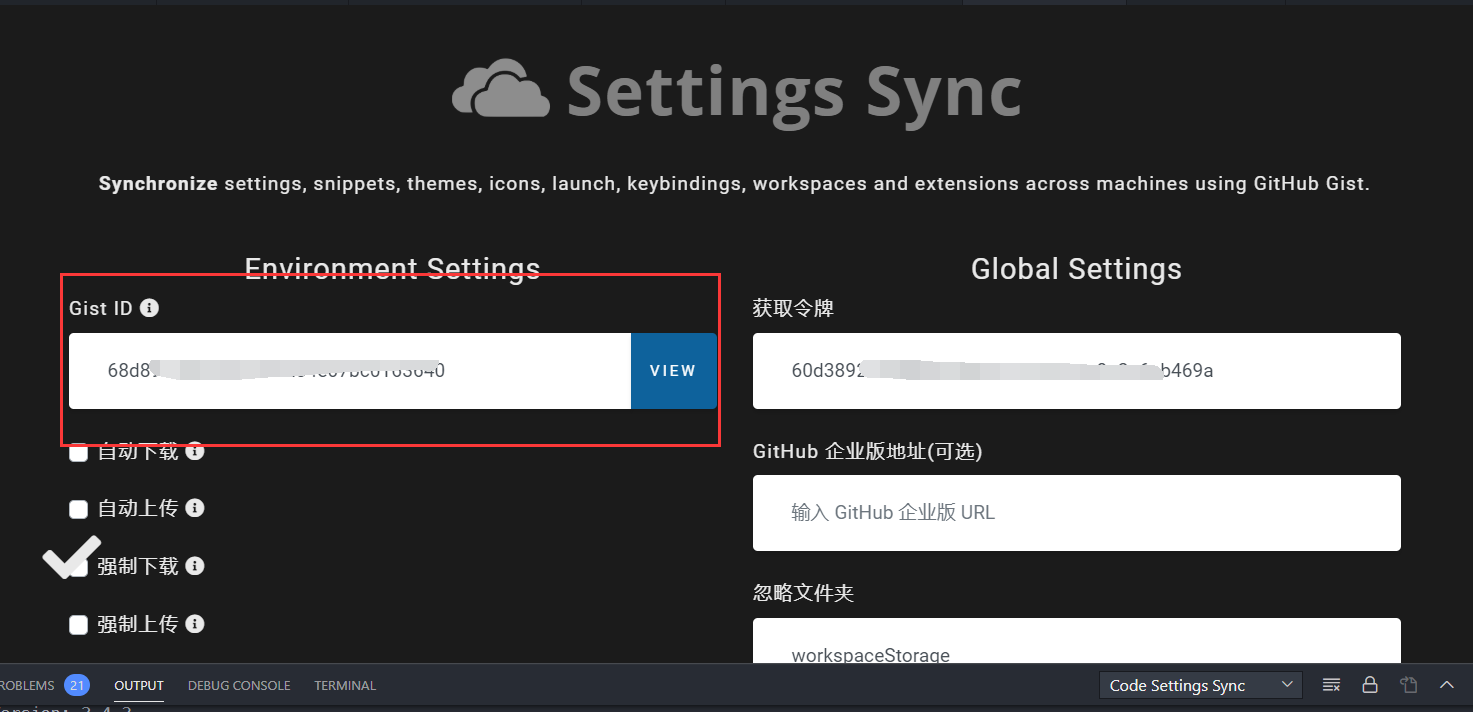 Settings Sync
Synchronize settings, snippets, themes, icons, launch, keybindings, workspaces and extensions across machines using GitHub Gist.
Environment Settings
Gist ID
VIEW
自动下载
自动上传
强制下载
强制上传
Global Settings
获取令牌
60d3892
b469a
GitHub 企业版地址(可选)
输入 GitHub 企业版 URL
忽略文件夹
workspaceStorage
ROBLEMS 21 OUTPUT DEBUG CONSOLE TERMINAL Code Settings Sync